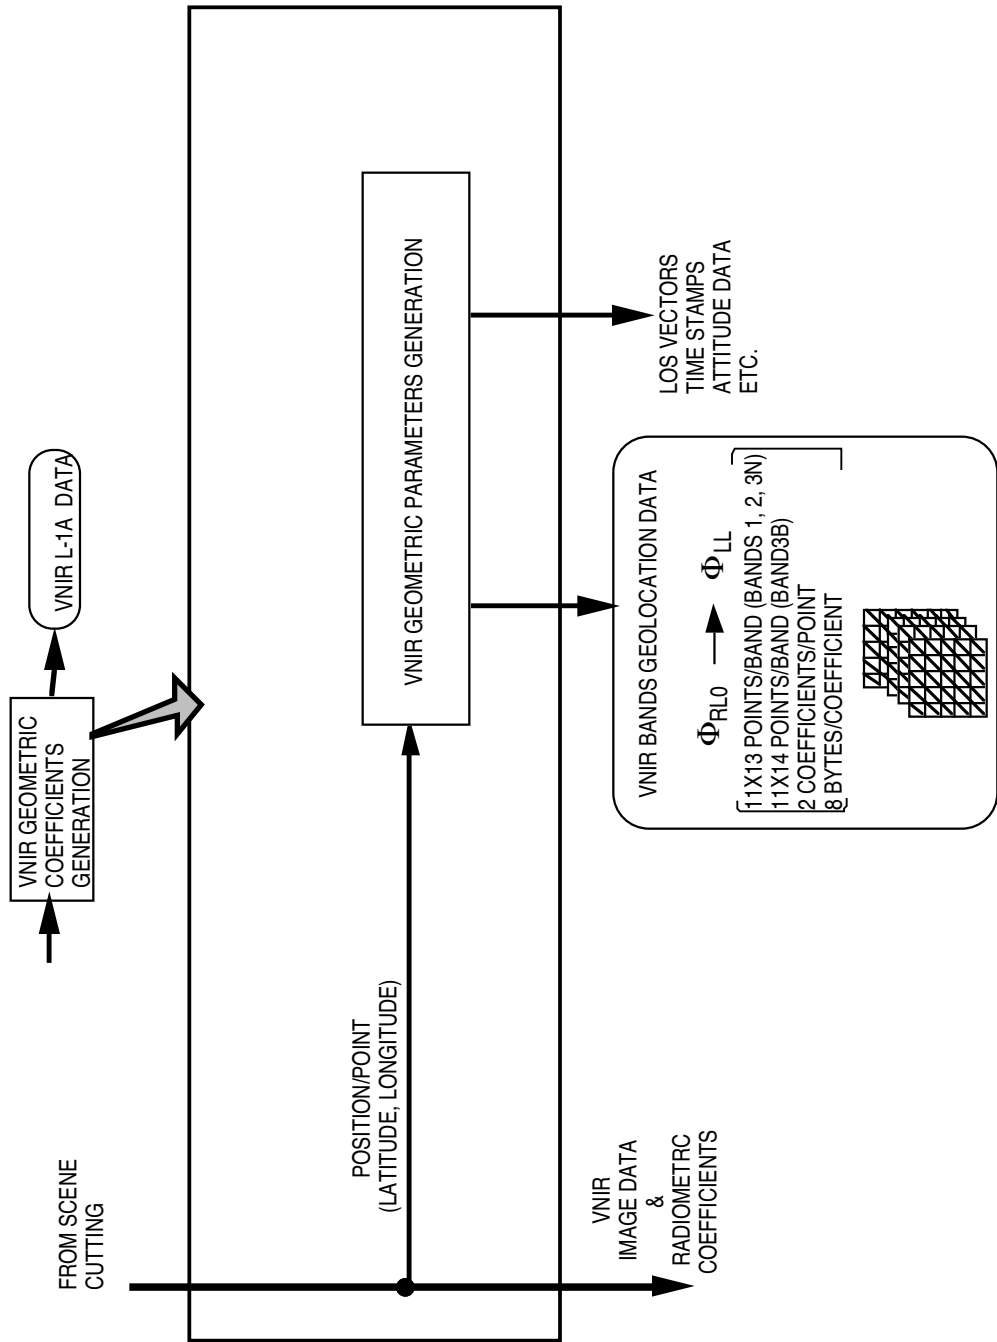 VNIR GEOMETRIC
COEFFICIENTS
GENERATION
VNIR L-1A DATA
FROM SCENE
CUTTING
POSITION/POINT
(LATITUDE, LONGITUDE)
VNIR GEOMETRIC PARAMETERS GENERATION
VNIR
IMAGE DATA
&
RADIOMETRC
COEFFICIENTS
VNIR BANDS GEOLOCATION DATA
ΦRL0 ΦLL
11X13 POINTS/BAND (BANDS 1, 2, 3N)
11X14 POINTS/BAND (BAND3B)
2 COEFFICIENTS/POINT
8 BYTES/COEFFICIENT
LOS VECTORS
TIME STAMPS
ATTITUDE DATA
ETC.